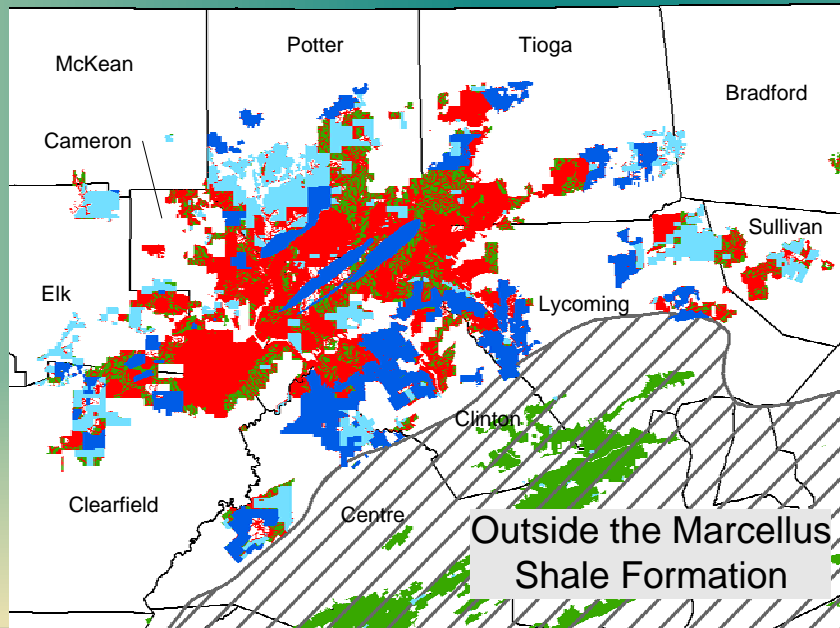 Potter
Tioga
McKean
Bradford
Cameron
Sullivan
Elk
Lycoming
Clinton
Clearfield
Centre
Outside the Marcellus
Shale Formation